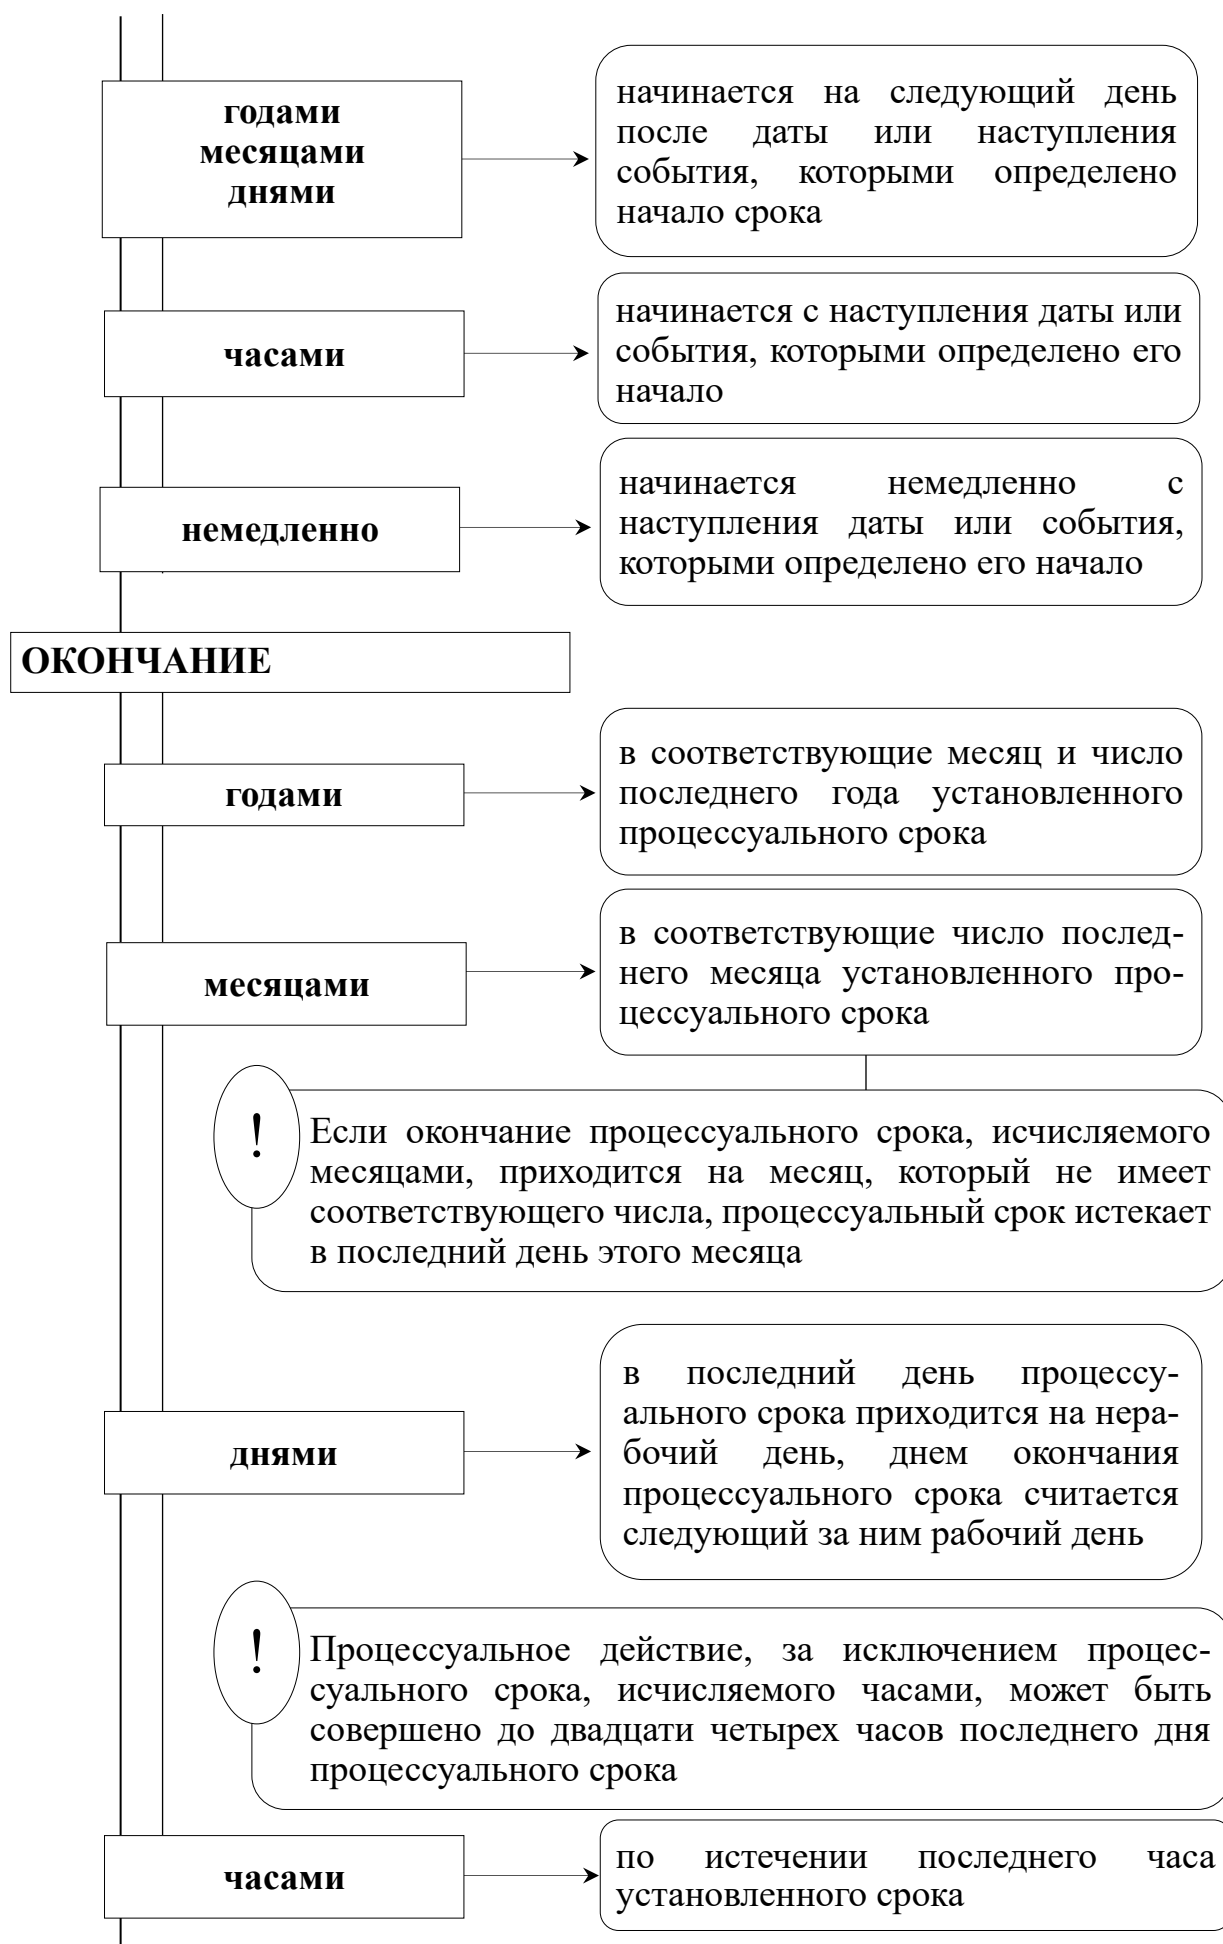 годами
месяцами
днями
начинается на следующий день
после даты или наступления
события, которыми определено
начало срока
часами
начинается с наступления даты или
события, которыми определено его
начало
немедленно
начинается немедленно с
наступления даты или события,
которыми определено его начало
ОКОНЧАНИЕ
годами
в соответствующие месяц и число
последнего года установленного
процессуального срока
месяцами
в соответствующие число послед-
него месяца установленного про-
цессуального срока
!
Если окончание процессуального срока, исчисляемого
месяцами, приходится на месяц, который не имеет
соответствующего числа, процессуальный срок истекает
в последний день этого месяца
днями
в последний день процессу-
ального срока приходится на нера-
бочий день, днем окончания
процессуального срока считается
следующий за ним рабочий день
!
Процессуальное действие, за исключением процес-
суального срока, исчисляемого часами, может быть
совершено до двадцати четырех часов последнего дня
процессуального срока
часами
по истечении последнего часа
установленного срока